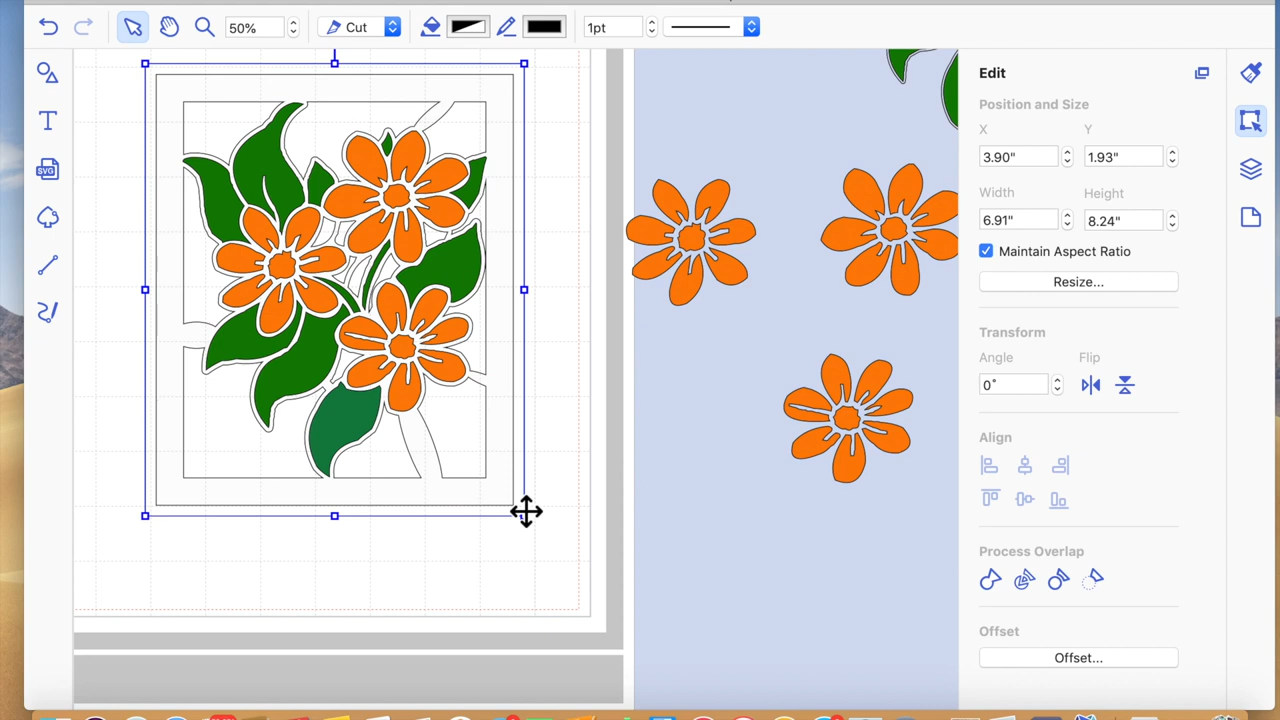 50%
Cut
1pt
T
SVG
Edit
Position and Size
X
Y
3.90"
1.93"
Width
Height
6.91"
8.24"
Maintain Aspect Ratio
Resize...
Transform
Angle
Flip
0°
Align
Process Overlap
Offset
Offset...